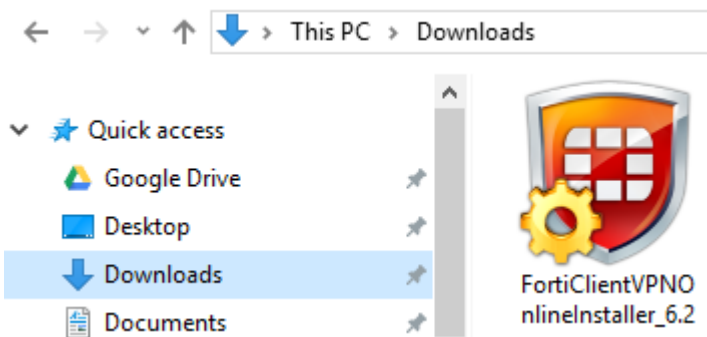 This PC > Downloads
Quick access
Google Drive
Desktop
Downloads
Documents
FortiClientVPNO
nlineInstaller_6.2